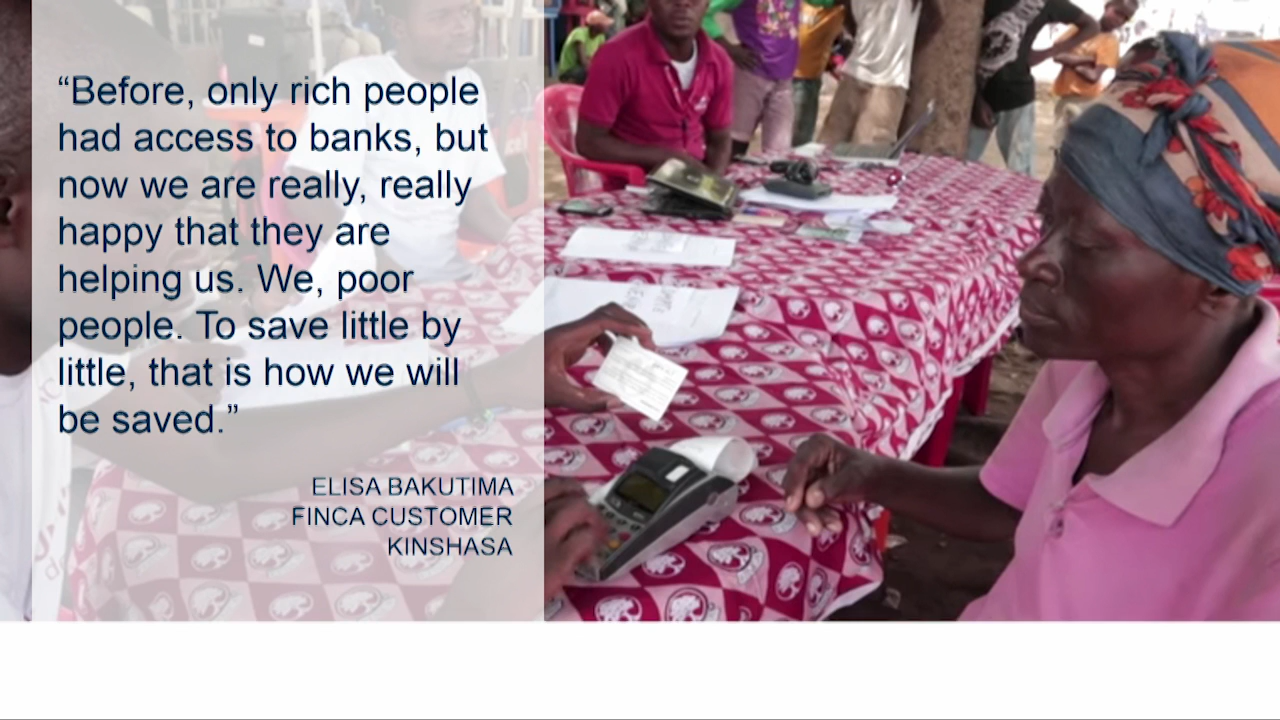 “Before, only rich people
had access to banks, but
now we are really, really
happy that they are
helping us. We, poor
people. To save little by
little, that is how we will
be saved.”
ELISA BAKUTIMA
FINCA CUSTOMER
KINSHASA